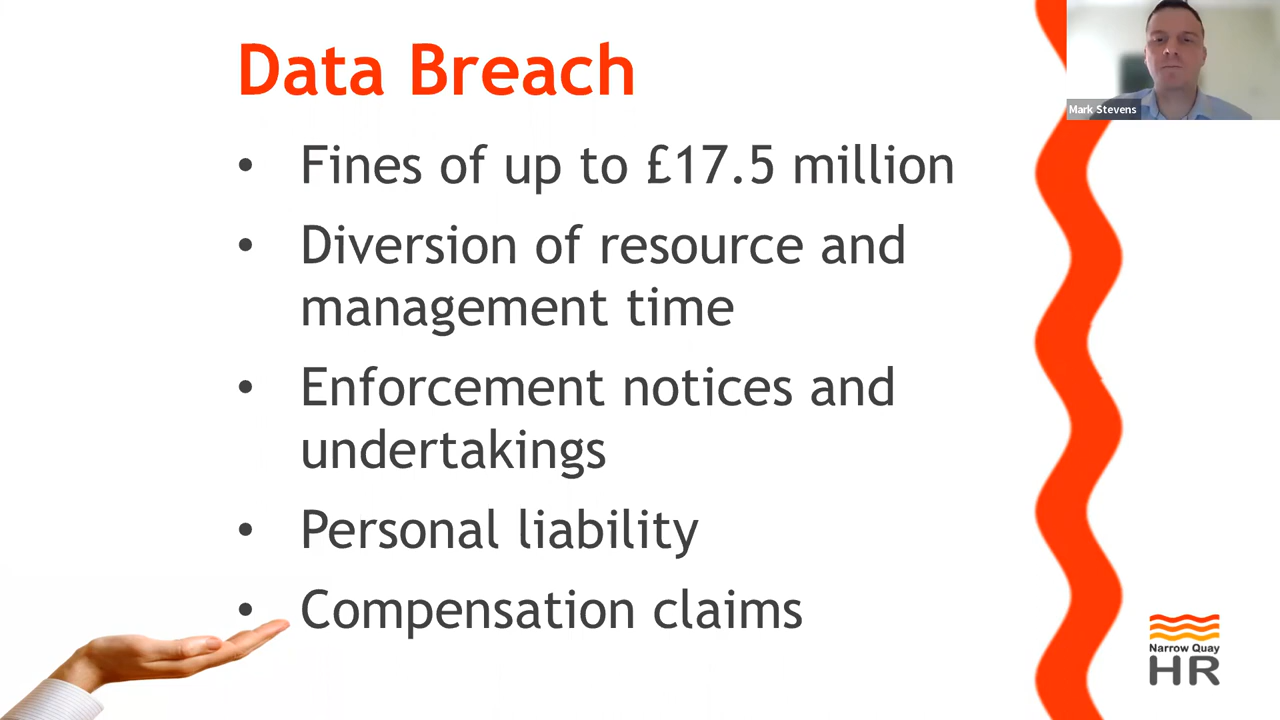 Data Breach
Mark Stevens
• Fines of up to £17.5 million
• Diversion of resource and
management time
• Enforcement notices and
undertakings
• Personal liability
• Compensation claims
Narrow Quay
HR